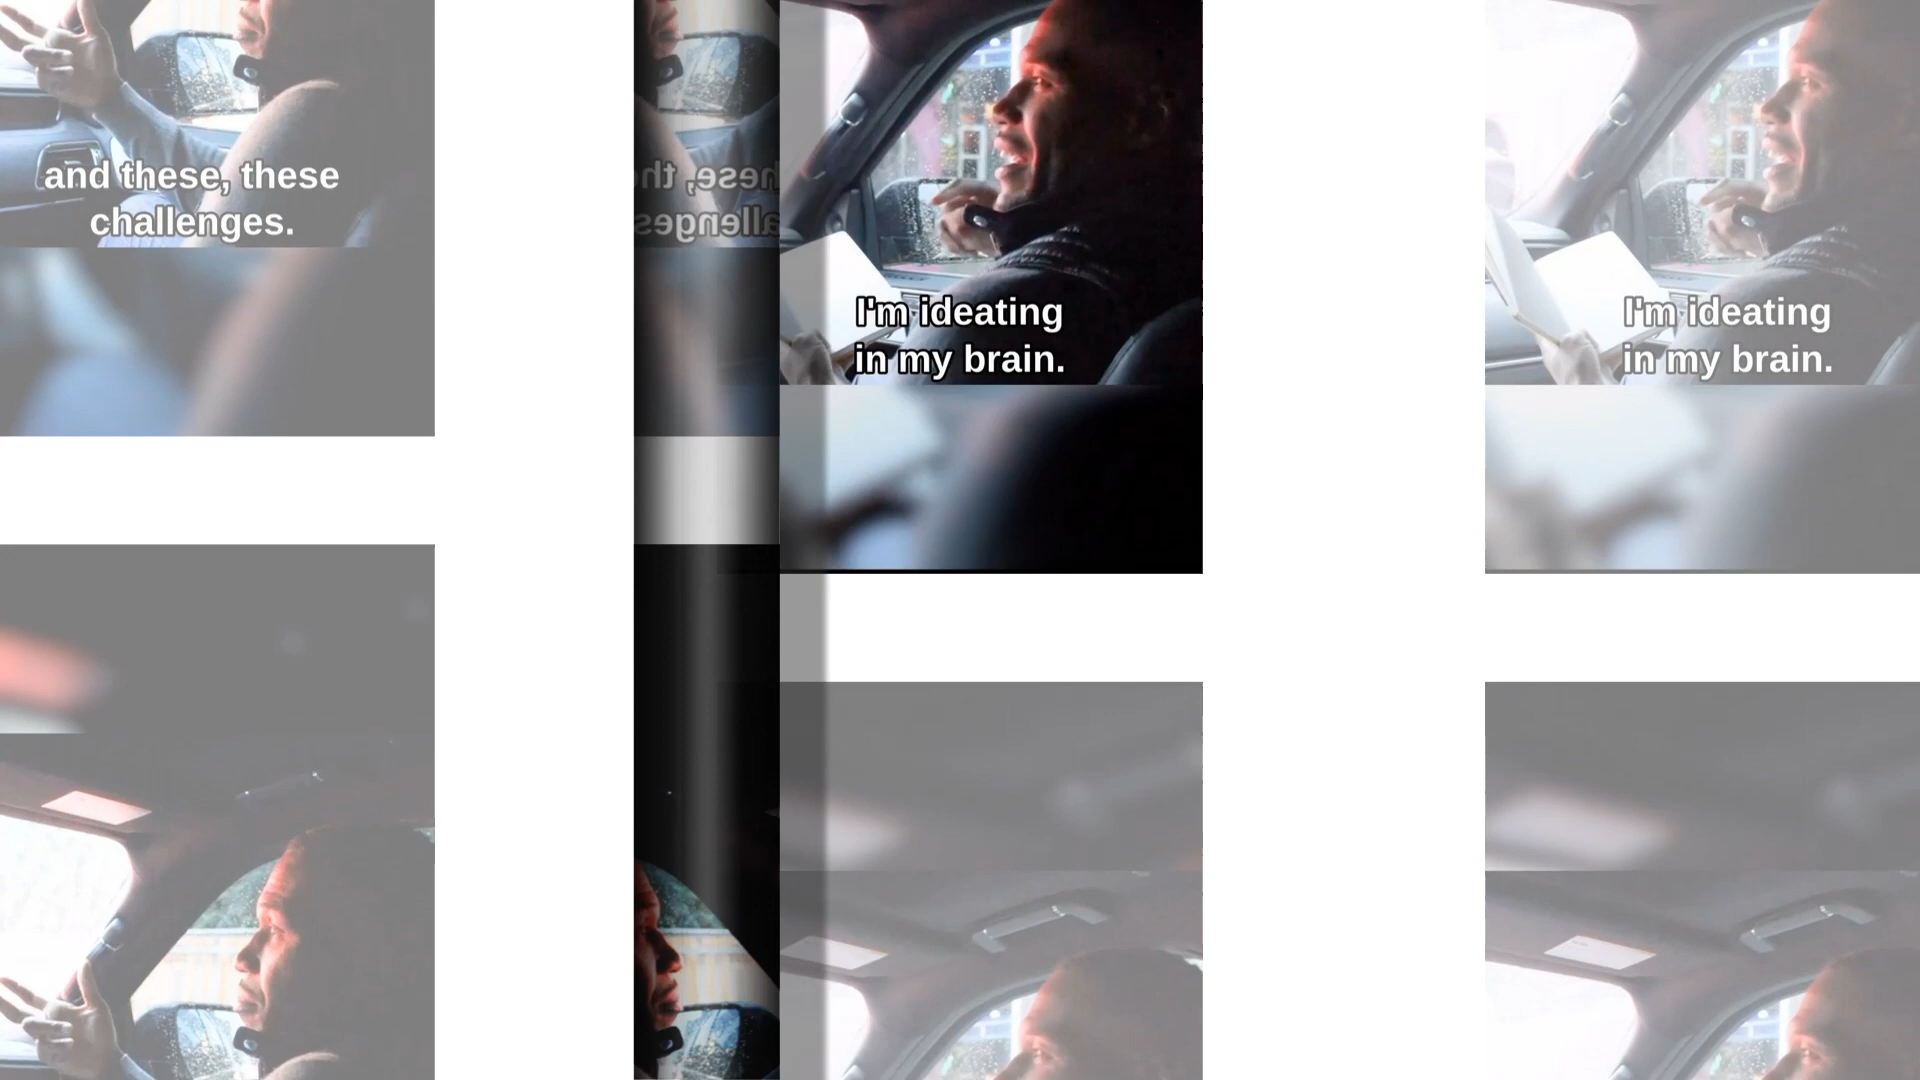 and these, these
challenges.
I'm ideating
in my brain.
I'm ideating
in my brain.